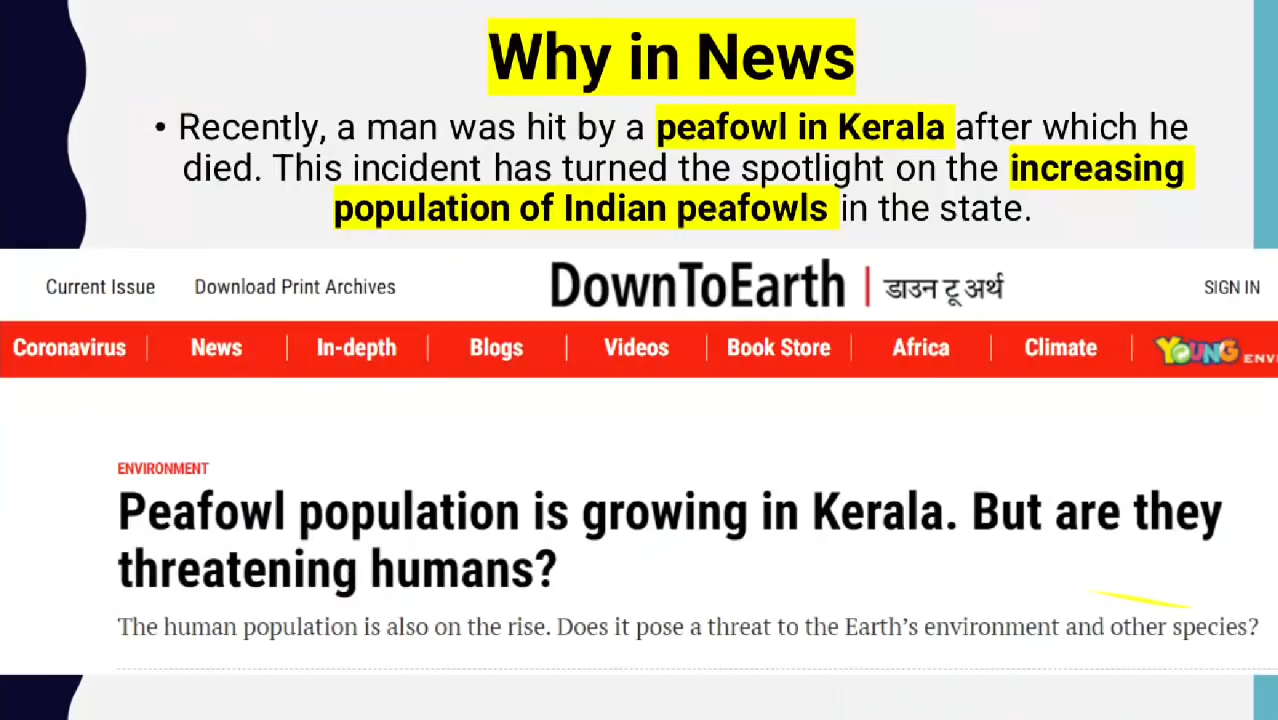 Why in News
• Recently, a man was hit by a peafowl in Kerala after which he
died. This incident has turned the spotlight on the increasing
population of Indian peafowls in the state.
Current Issue Download Print Archives DownToEarth | डाउन टू अर्थ SIGN IN
Coronavirus News In-depth Blogs Videos Book Store Africa Climate YOUNG ENVI
ENVIRONMENT
Peafowl population is growing in Kerala. But are they
threatening humans?
The human population is also on the rise. Does it pose a threat to the Earth's environment and other species?